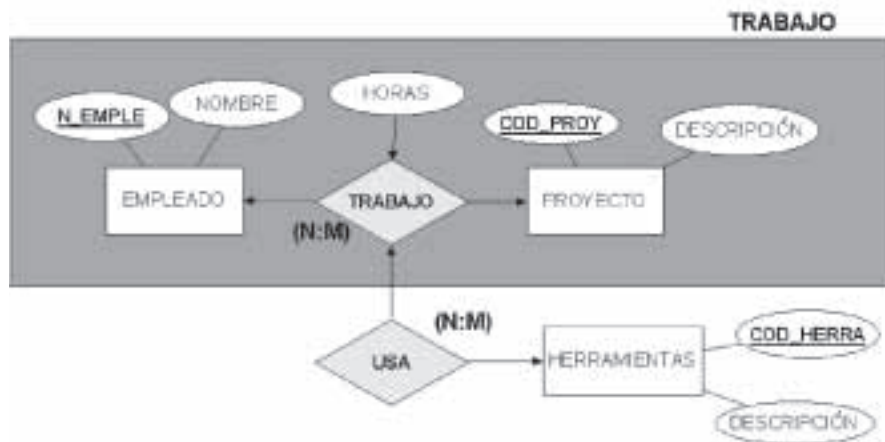 TRABAJO
HORAS
NOMBRE
N_EMPLE
COD_PROY
DESCRIPCIÓN
EMPLEADO
TRABAJO
PROYECTO
(N:M)
(N:M)
COD_HERRA
USA
HERRAMIENTAS
DESCRIPCIÓN